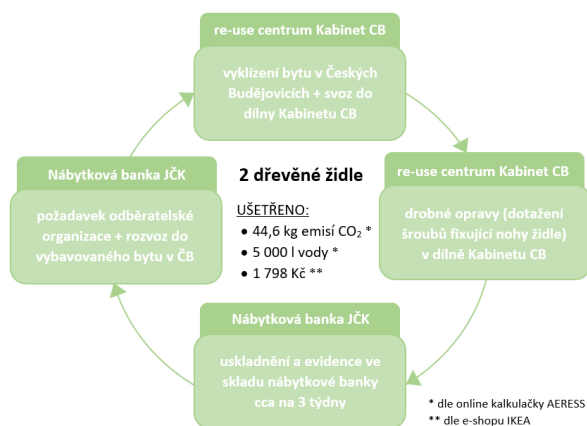 re-use centrum Kabinet CB
vyklízení bytu v Českých
Budějovicích + svoz do
dílny Kabinetu CB
re-use centrum Kabinet CB
drobné opravy (dotažení
šroubů fixující nohy židle)
v dílně Kabinetu CB
Nábytková banka JČK
uskladnění a evidence ve
skladu nábytkové banky
cca na 3 týdny
Nábytková banka JČK
požadavek odběratelské
organizace + rozvoz do
vybavovaného bytu v ČB
2 dřevěné židle
UŠETŘENO:
• 44,6 kg emisí CO₂ *
• 5 000 l vody *
• 1 798 Kč **
* dle online kalkulačky AERESS
** dle e-shopu IKEA